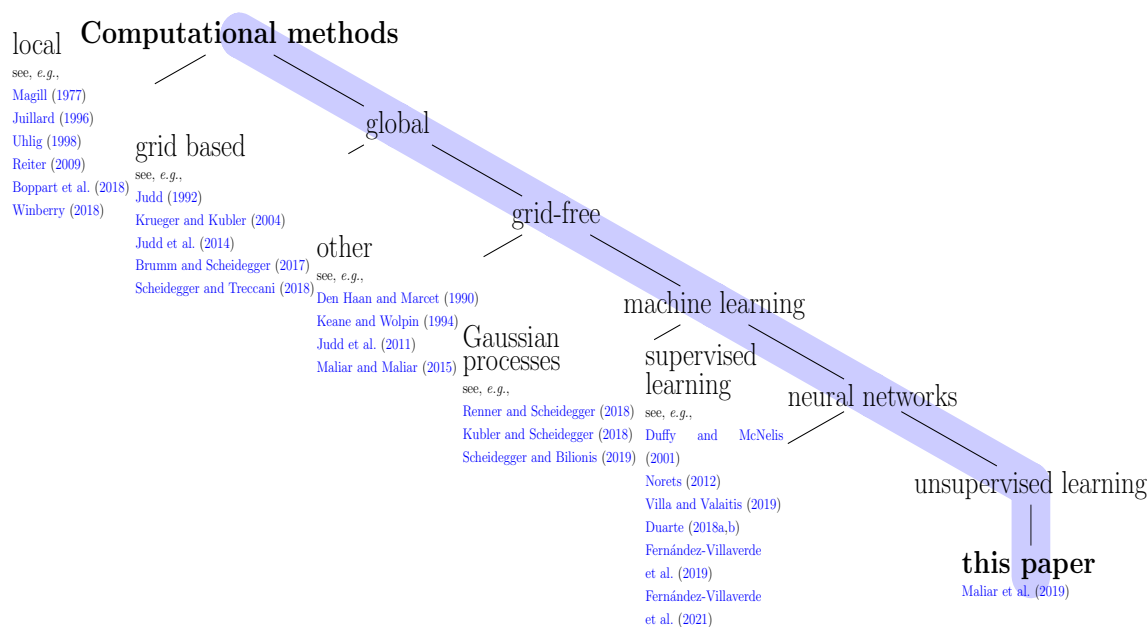 Computational methods
local
see, e.g.,
Magill (1977)
Juillard (1996)
Uhlig (1998)
Reiter (2009)
Boppart et al. (2018)
Winberry (2018)
global
grid based
see, e.g.,
Judd (1992)
Krueger and Kubler (2004)
Judd et al. (2014)
Brumm and Scheidegger (2017)
Scheidegger and Treccani (2018)
grid-free
other
see, e.g.,
Den Haan and Marcet (1990)
Keane and Wolpin (1994)
Judd et al. (2011)
Maliar and Maliar (2015)
machine learning
Gaussian
processes
see, e.g.,
Renner and Scheidegger (2018)
Kubler and Scheidegger (2018)
Scheidegger and Bilionis (2019)
neural networks
supervised
learning
see, e.g.,
Duffy and McNelis
(2001)
Norets (2012)
Villa and Valaitis (2019)
Duarte (2018a,b)
Fernández-Villaverde
et al. (2019)
Fernández-Villaverde
et al. (2021)
unsupervised learning
this paper
Maliar et al. (2019)